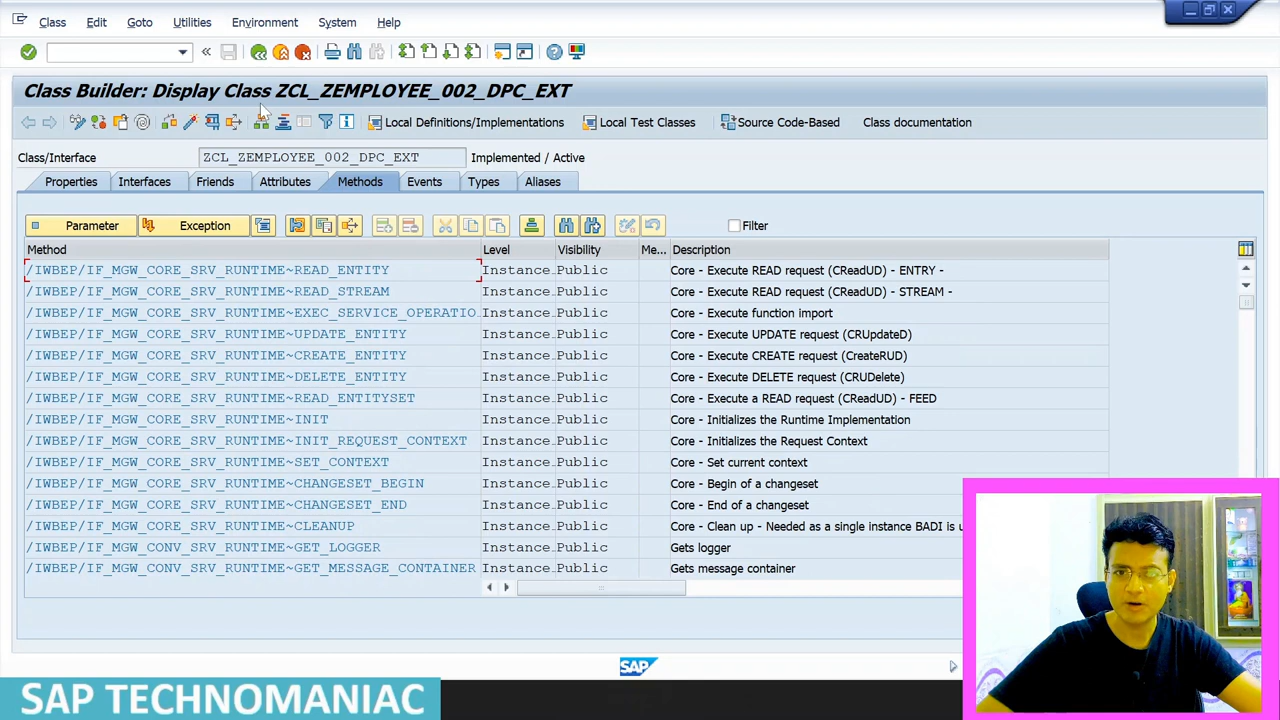 Class Edit Goto Utilities Environment System Help
Class Builder: Display Class ZCL_ZEMPLOYEE_002_DPC_EXT
Local Definitions/Implementations Local Test Classes Source Code-Based Class documentation
Class/Interface ZCL_ZEMPLOYEE_002_DPC_EXT Implemented / Active
Properties Interfaces Friends Attributes Methods Events Types Aliases
Parameter Exception Filter
Method Level Visibility Me... Description
/IWBEP/IF_MGW_CORE_SRV_RUNTIME~READ_ENTITY Instance Public Core - Execute READ request (CReadUD) - ENTRY -
/IWBEP/IF_MGW_CORE_SRV_RUNTIME~READ_STREAM Instance Public Core - Execute READ request (CReadUD) - STREAM -
/IWBEP/IF_MGW_CORE_SRV_RUNTIME~EXEC_SERVICE_OPERATIO Instance Public Core - Execute function import
/IWBEP/IF_MGW_CORE_SRV_RUNTIME~UPDATE_ENTITY Instance Public Core - Execute UPDATE request (CRUpdateD)
/IWBEP/IF_MGW_CORE_SRV_RUNTIME~CREATE_ENTITY Instance Public Core - Execute CREATE request (CreateRUD)
/IWBEP/IF_MGW_CORE_SRV_RUNTIME~DELETE_ENTITY Instance Public Core - Execute DELETE request (CRUDelete)
/IWBEP/IF_MGW_CORE_SRV_RUNTIME~READ_ENTITYSET Instance Public Core - Execute a READ request (CReadUD) - FEED
/IWBEP/IF_MGW_CORE_SRV_RUNTIME~INIT Instance Public Core - Initializes the Runtime Implementation
/IWBEP/IF_MGW_CORE_SRV_RUNTIME~INIT_REQUEST_CONTEXT Instance Public Core - Initializes the Request Context
/IWBEP/IF_MGW_CORE_SRV_RUNTIME~SET_CONTEXT Instance Public Core - Set current context
/IWBEP/IF_MGW_CORE_SRV_RUNTIME~CHANGESET_BEGIN Instance Public Core - Begin of a changeset
/IWBEP/IF_MGW_CORE_SRV_RUNTIME~CHANGESET_END Instance Public Core - End of a changeset
/IWBEP/IF_MGW_CORE_SRV_RUNTIME~CLEANUP Instance Public Core - Clean up - Needed as a single instance BADI is u
/IWBEP/IF_MGW_CONV_SRV_RUNTIME~GET_LOGGER Instance Public Gets logger
/IWBEP/IF_MGW_CONV_SRV_RUNTIME~GET_MESSAGE_CONTAINER Instance Public Gets message container
SAP
SAP TECHNOMANIAC